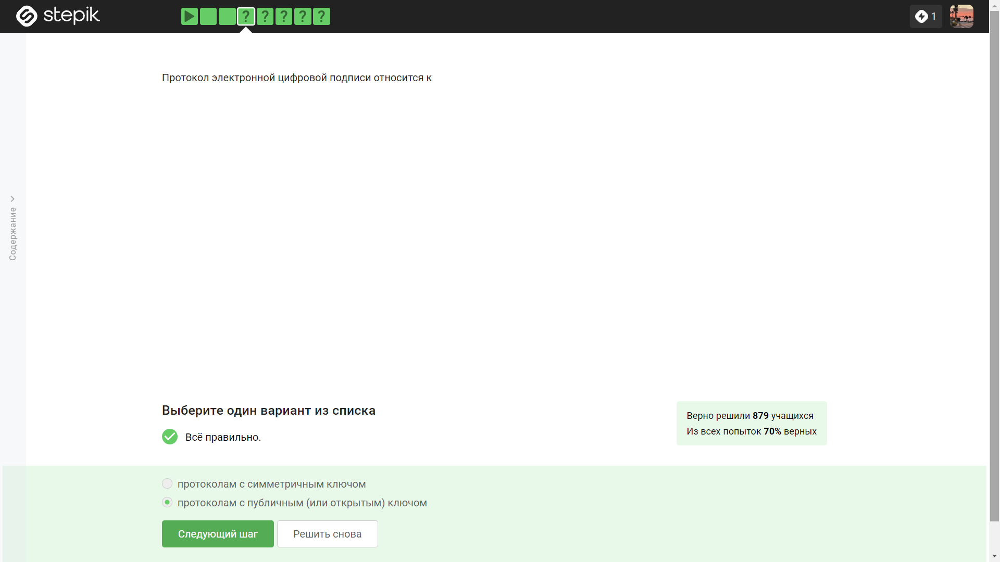 stepik
? ? ? ? ?
1
Протокол электронной цифровой подписи относится к
Содержание
Выберите один вариант из списка
Всё правильно.
Верно решили 879 учащихся
Из всех попыток 70% верных
протоколам с симметричным ключом
протоколам с публичным (или открытым) ключом
Следующий шаг
Решить снова